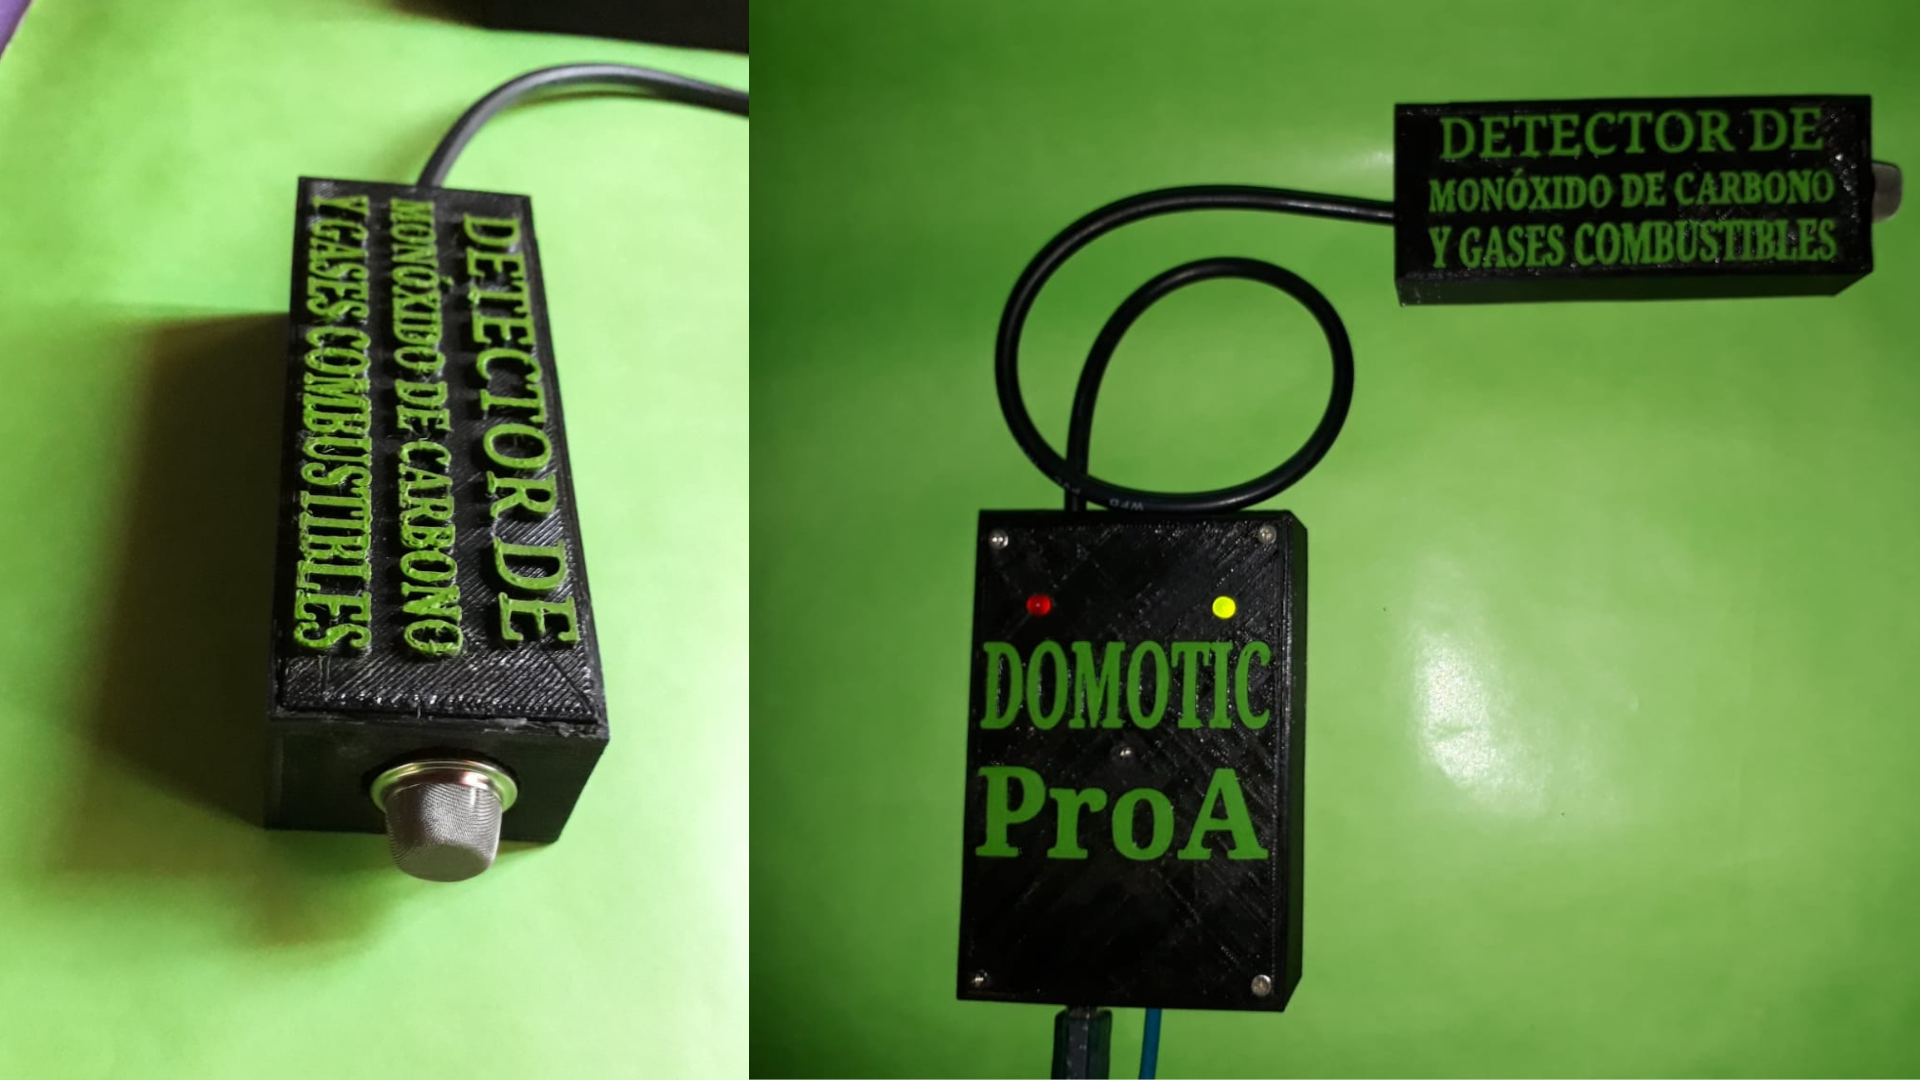 DETECTOR DE
MONÓXIDO DE CARBONO
Y GASES COMBUSTIBLES
DETECTOR DE
MONÓXIDO DE CARBONO
Y GASES COMBUSTIBLES
DOMOTIC
ProA